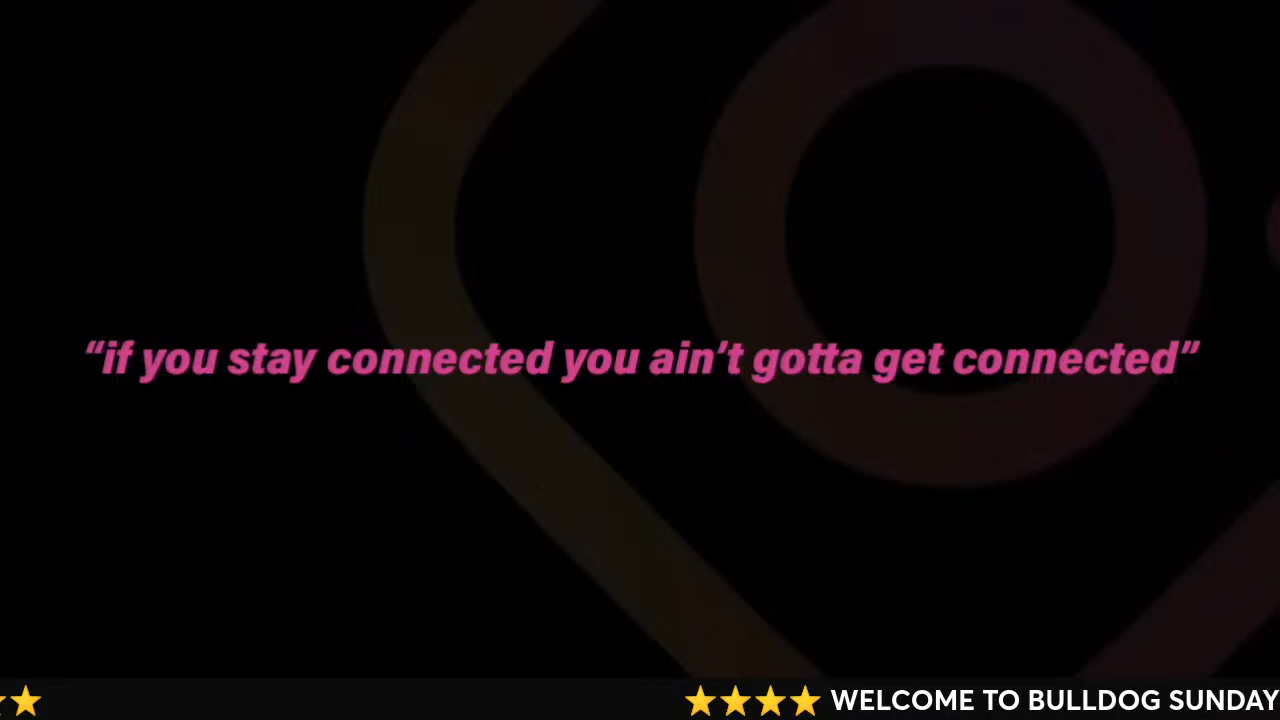 “if you stay connected you ain’t gotta get connected”
⭐⭐⭐⭐ WELCOME TO BULLDOG SUNDAY